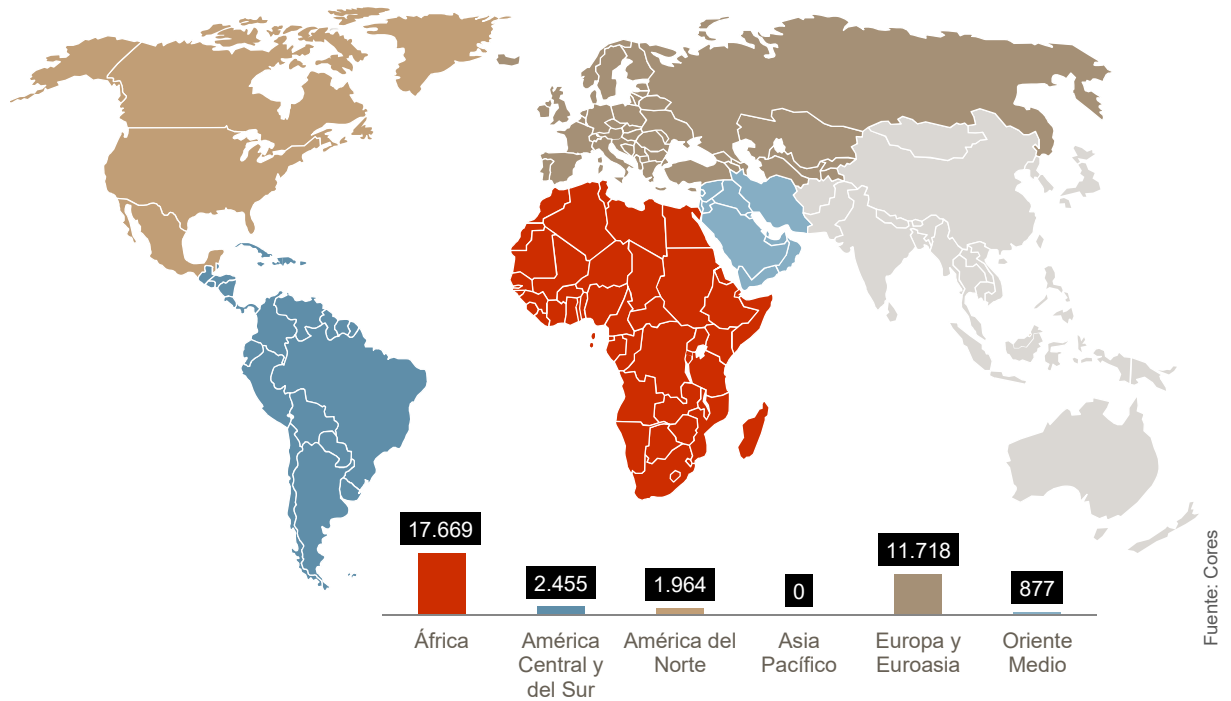 17.669
2.455
1.964
0
11.718
877
África
América
Central y
del Sur
América del
Norte
Asia
Pacífico
Europa y
Euroasia
Oriente
Medio
Fuente: Cores